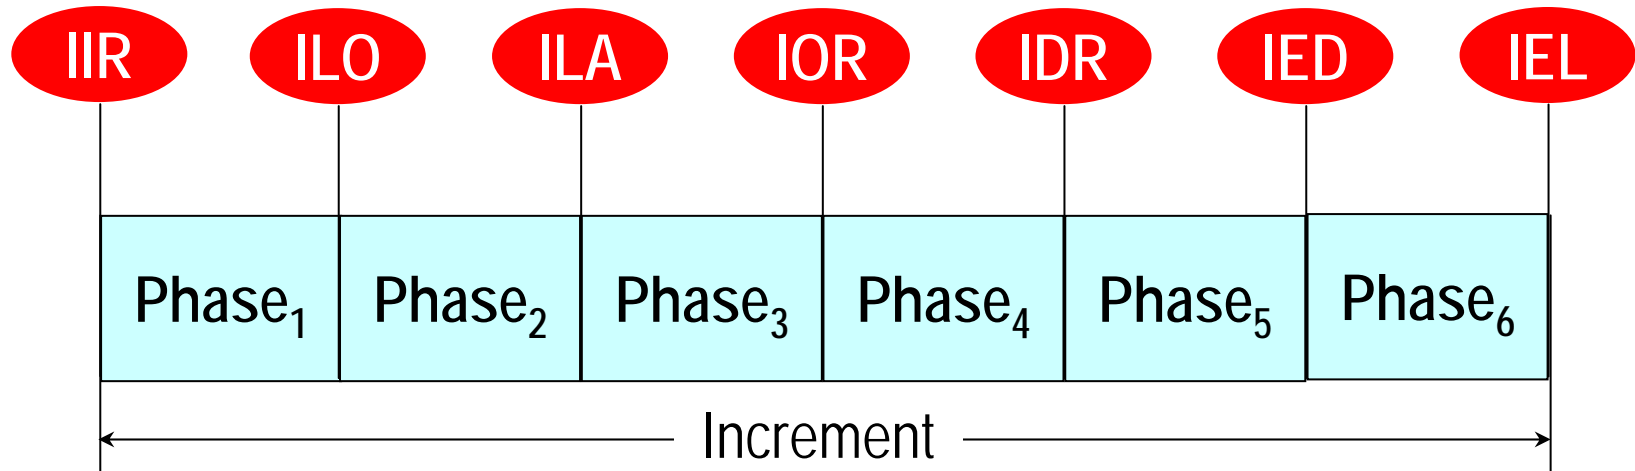 IIR ILO ILA IOR IDR IED IEL
Phase₁ Phase₂ Phase₃ Phase₄ Phase₅ Phase₆
Increment